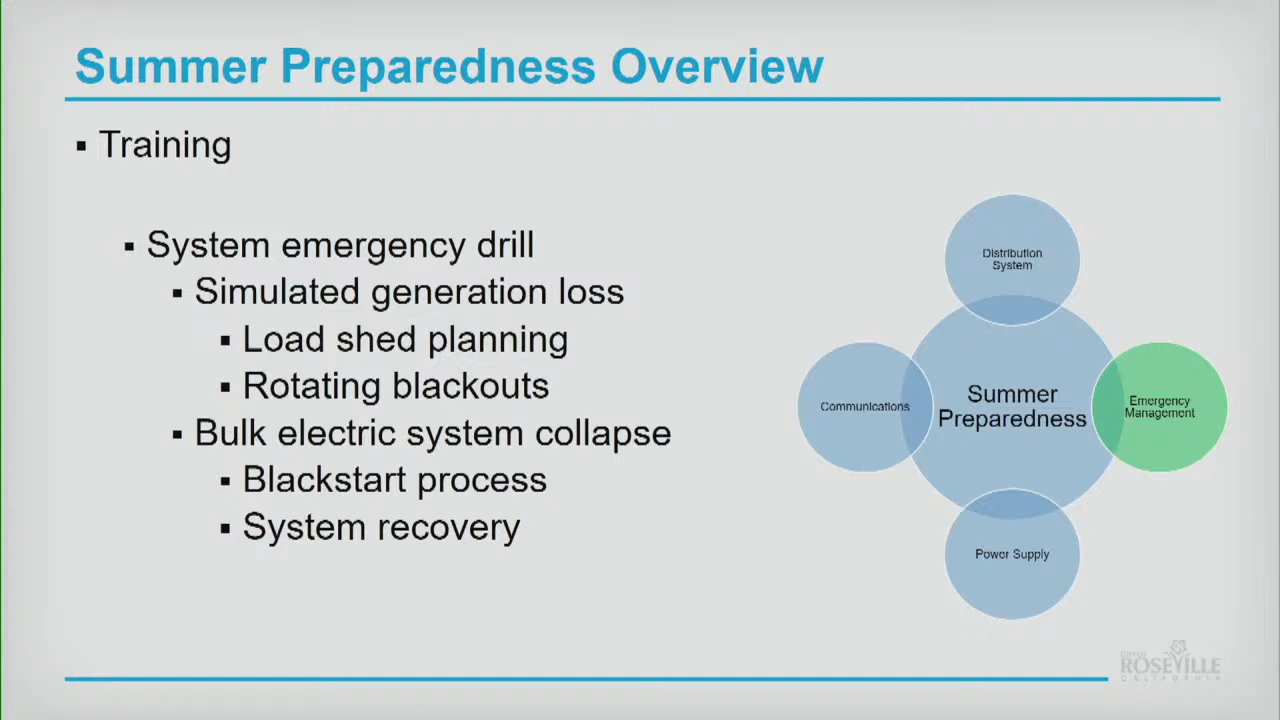 Summer Preparedness Overview
▪ Training
▪ System emergency drill
▪ Simulated generation loss
▪ Load shed planning
▪ Rotating blackouts
▪ Bulk electric system collapse
▪ Blackstart process
▪ System recovery
Distribution
System
Communications
Summer
Preparedness
Emergency
Management
Power Supply
ROSEVILLE
CALIFORNIA